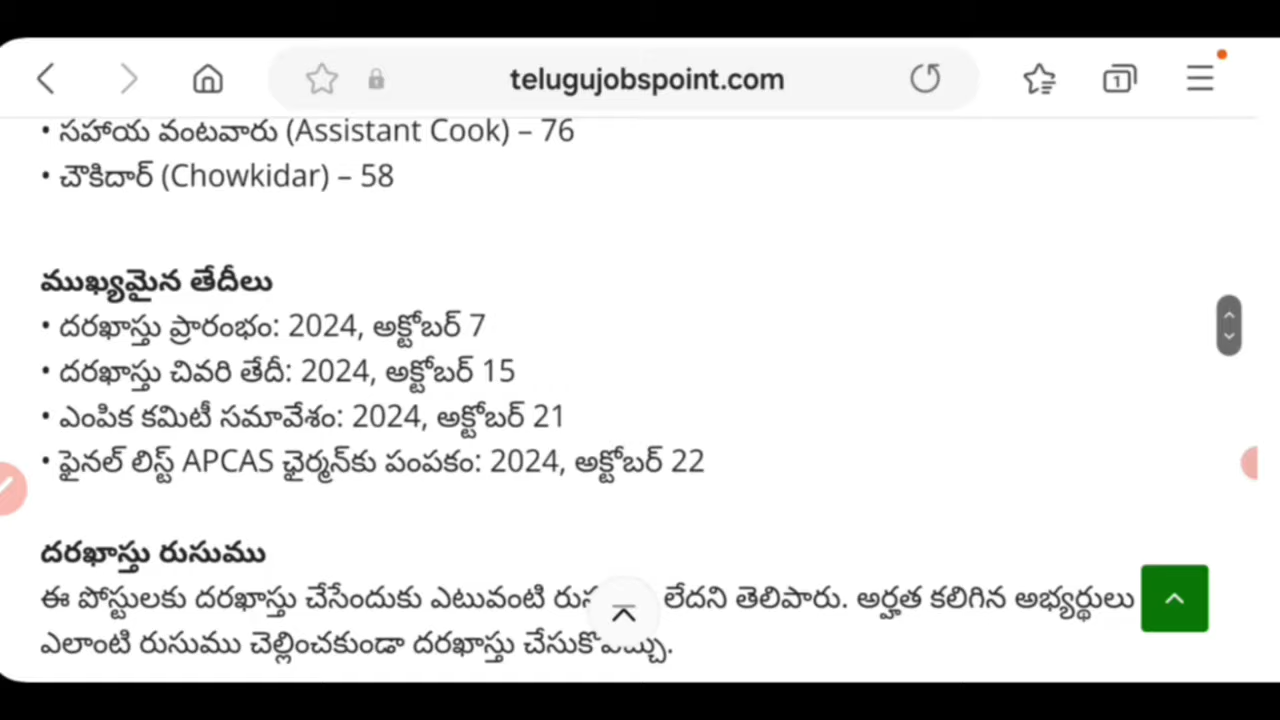 telugujobspoint.com
1
• సహాయ వంటవారు (Assistant Cook) – 76
• చౌకిదార్ (Chowkidar) – 58
ముఖ్యమైన తేదీలు
• దరఖాస్తు ప్రారంభం: 2024, అక్టోబర్ 7
• దరఖాస్తు చివరి తేదీ: 2024, అక్టోబర్ 15
• ఎంపిక కమిటీ సమావేశం: 2024, అక్టోబర్ 21
• ఫైనల్ లిస్ట్ APCAS ఛైర్మన్‌కు పంపకం: 2024, అక్టోబర్ 22
దరఖాస్తు రుసుము
ఈ పోస్టులకు దరఖాస్తు చేసేందుకు ఎటువంటి లేదని తెలిపారు. అర్హత కలిగిన అభ్యర్థులు
ఎలాంటి రుసుము చెల్లించకుండా దరఖాస్తు